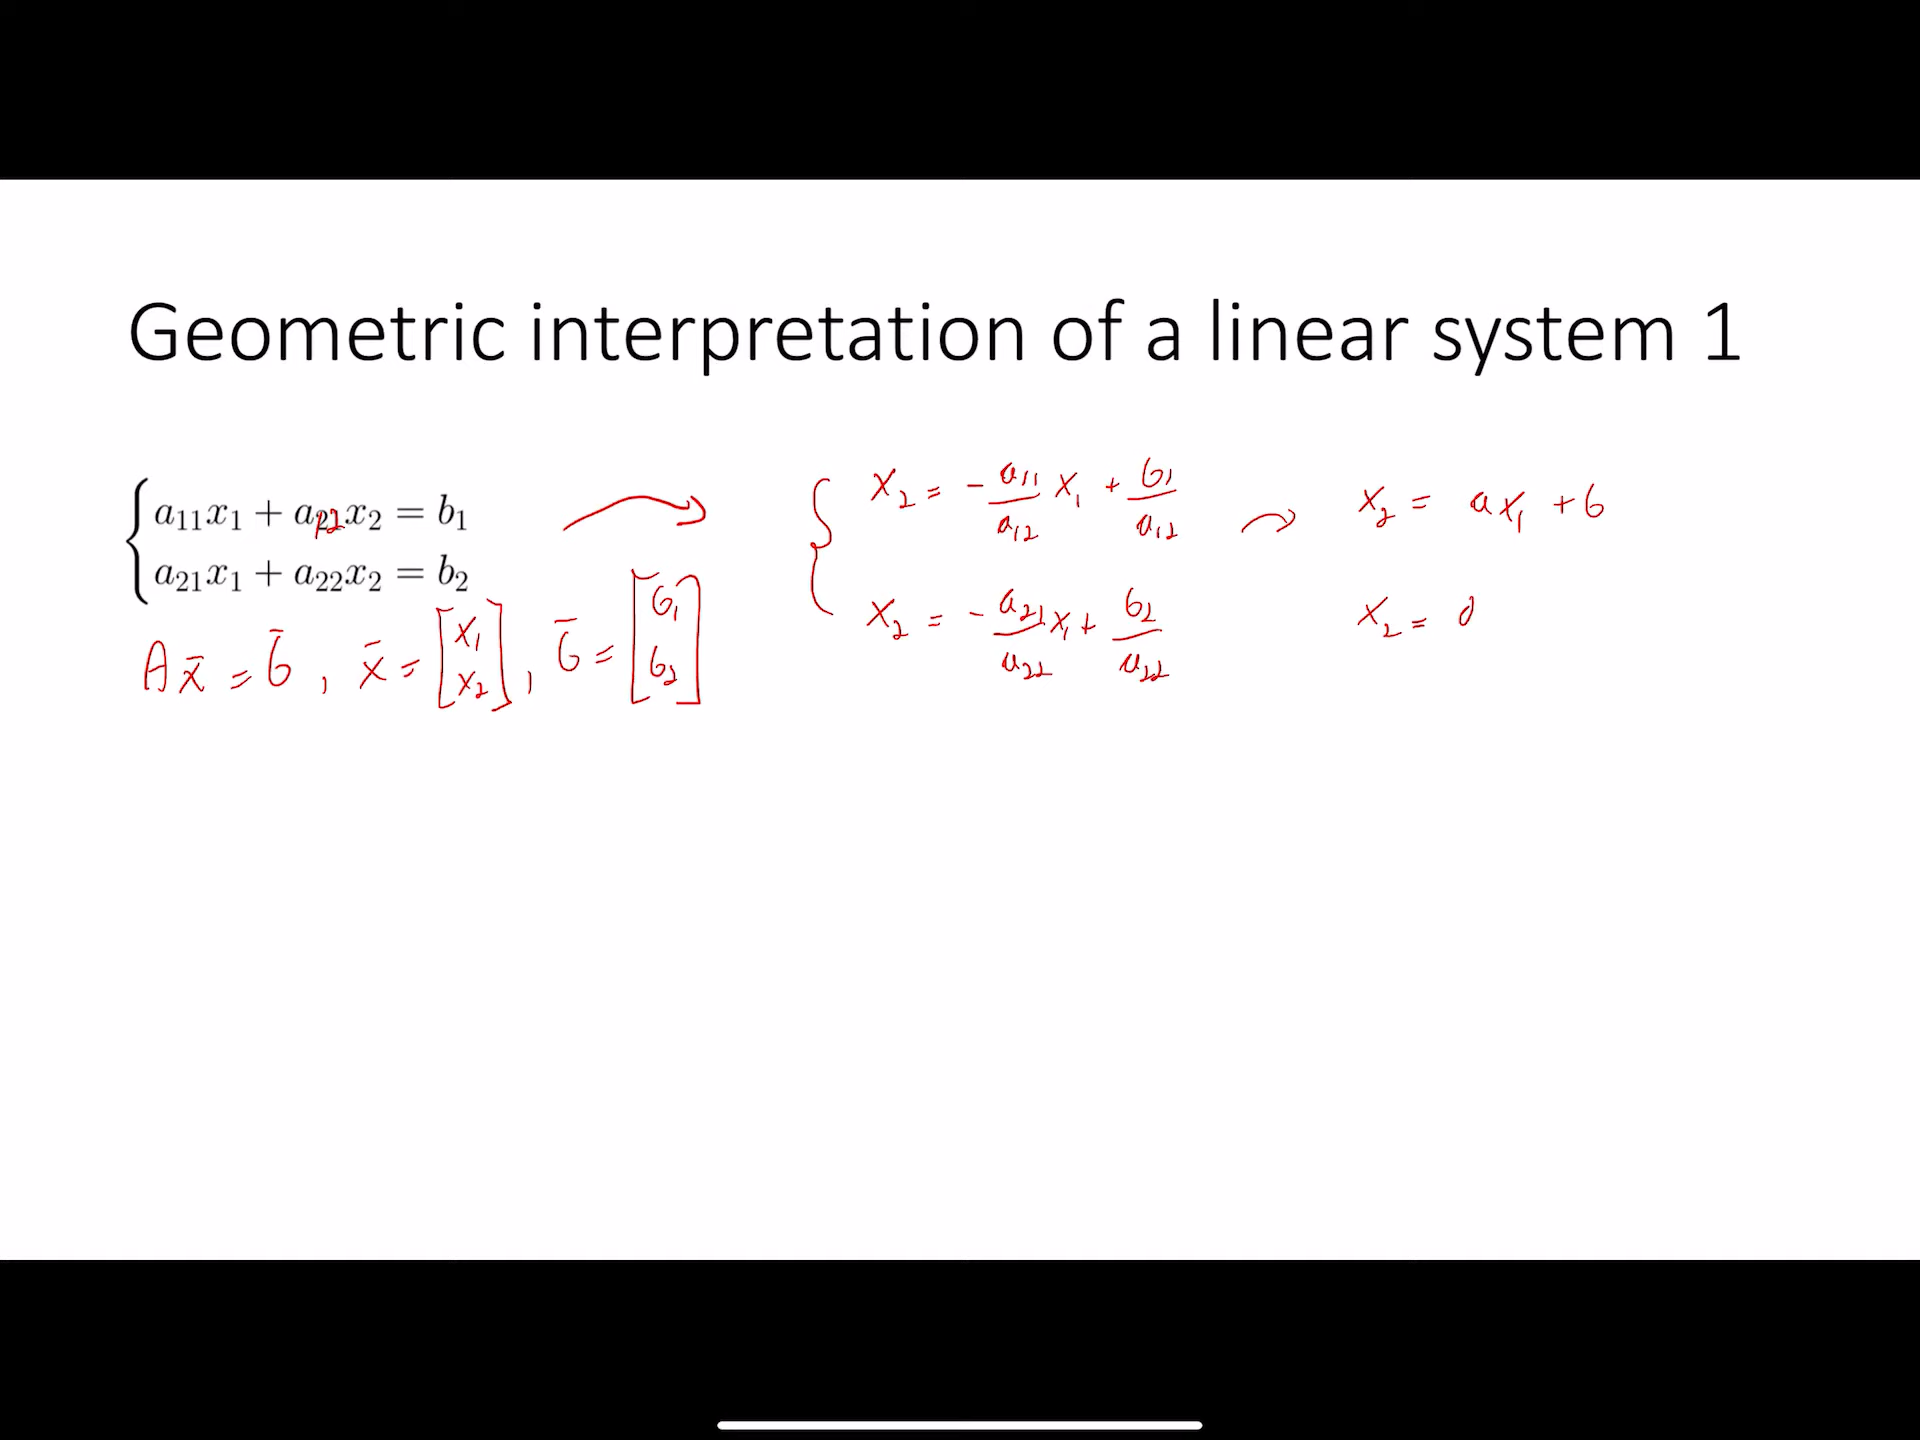 Geometric interpretation of a linear system 1
a₁₁x₁ + a₁₂x₂ = b₁
a₂₁x₁ + a₂₂x₂ = b₂
Ax̄ = b̄, x̄ = [x₁ x₂], b̄ = [b₁ b₂]
x₂ = - a₁₁/a₁₂ x₁ + b₁/a₁₂
x₂ = - a₂₁/a₂₂ x₁ + b₂/a₂₂
x₂ = ax₁ + b
x₂ =